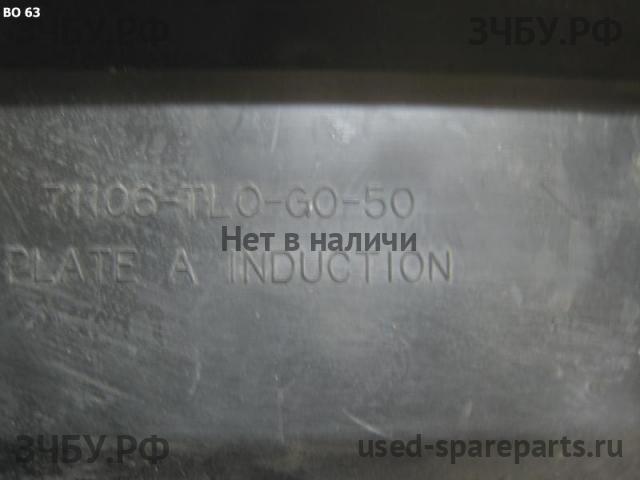 BO 63
ЗЧБУ.РФ
ЗЧБУ.РФ
71106-TL0-G0-50
Нет в наличи
PLATE A INDUCTION
ЗЧБУ.РФ
used-spareparts.ru